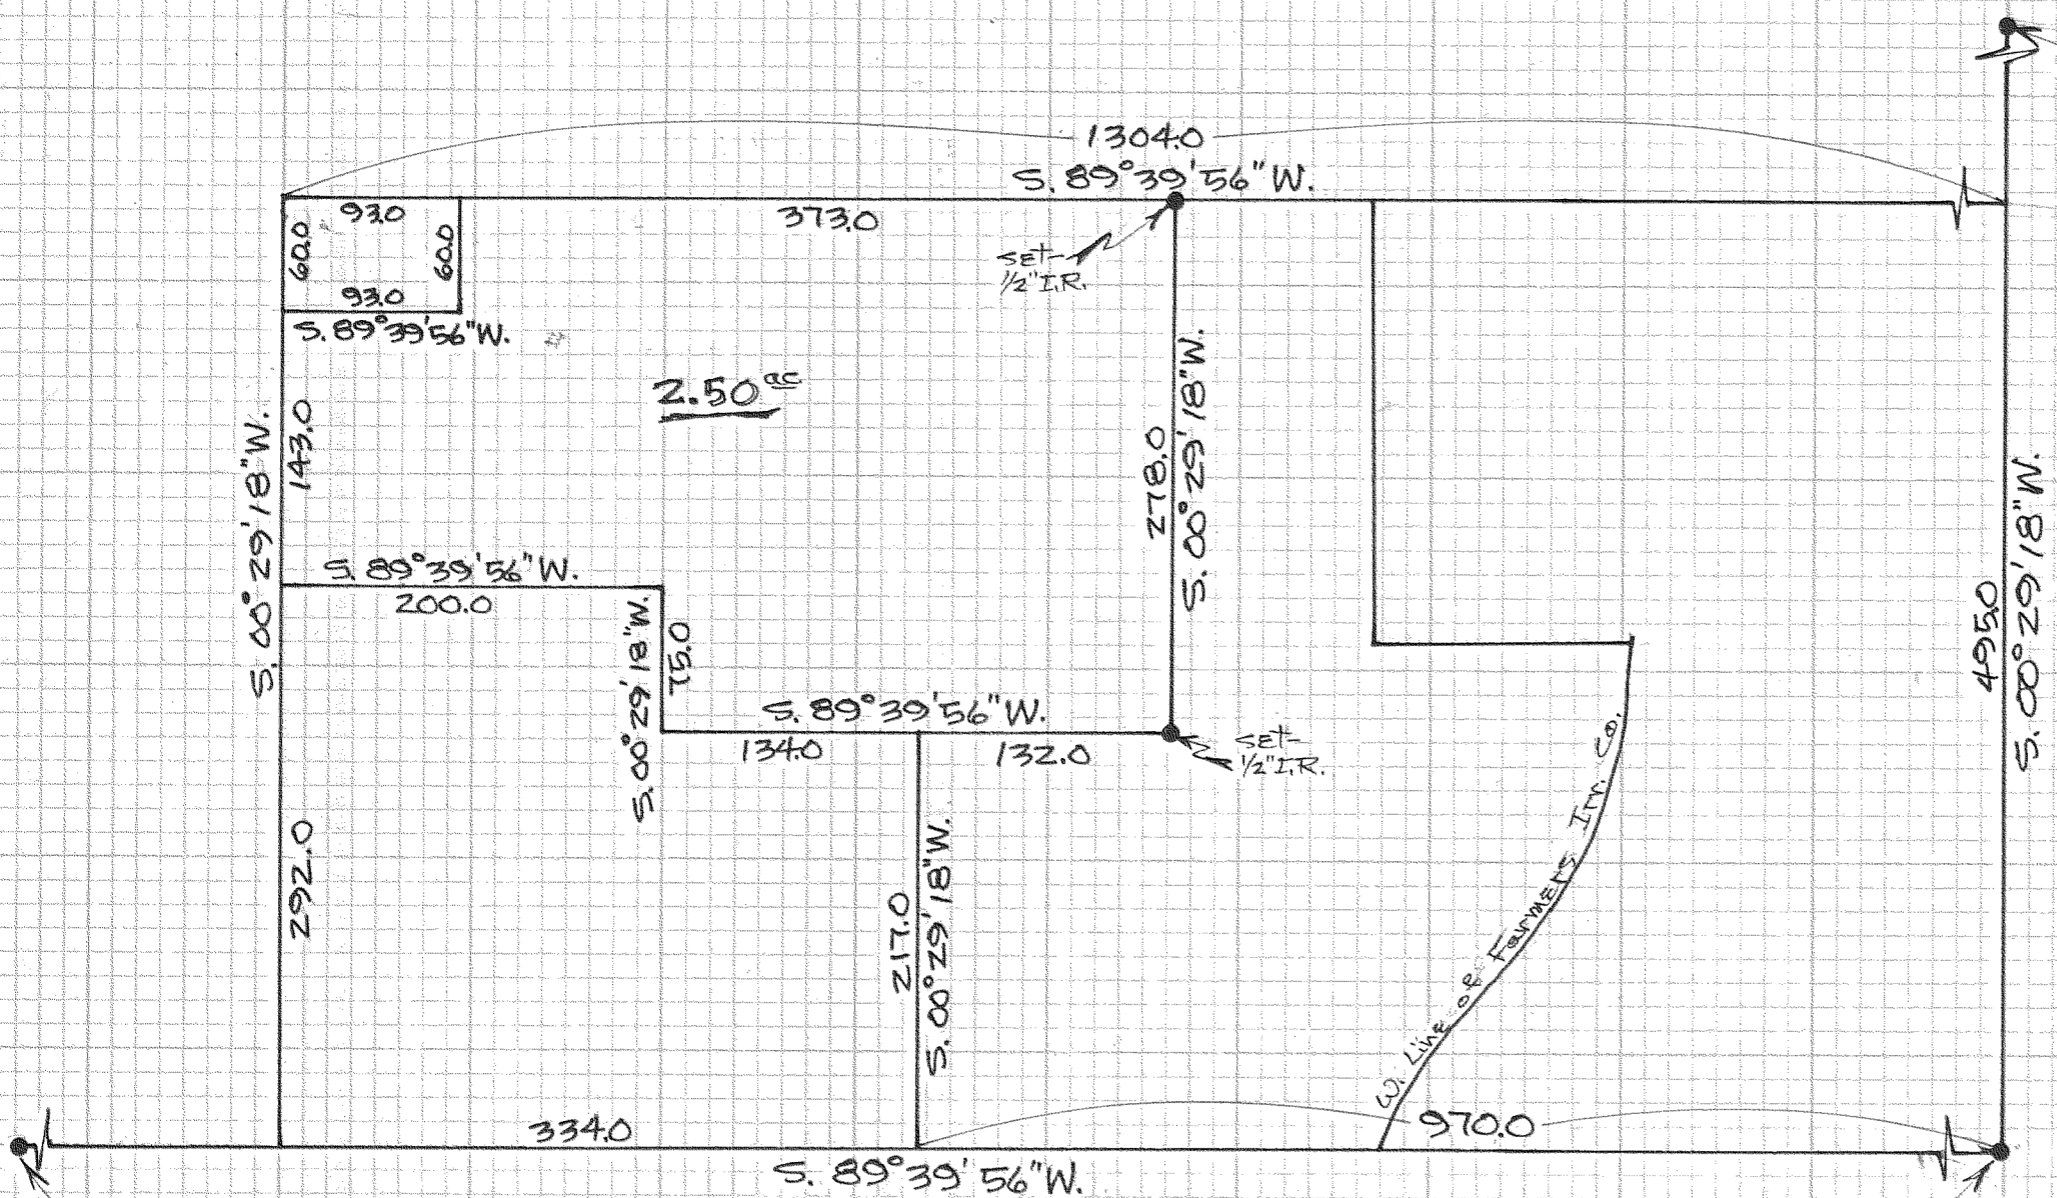 1304.0
S. 89°39'56"W.
93.0
373.0
60.0
60.0
SET
1/2" I.R.
93.0
S. 89°39'56"W.
2.50 ac
S. 00°29'18"W.
143.0
278.0
S. 00°29'18"W.
495.0
S. 00°29'18"W.
S. 89°39'56"W.
200.0
S. 00°29'18"W.
75.0
S. 89°39'56"W.
134.0
132.0
SET
1/2" I.R.
W. Line of Farmers Irr. Co.
292.0
217.0
S. 00°29'18"W.
334.0
970.0
S. 89°39'56"W.